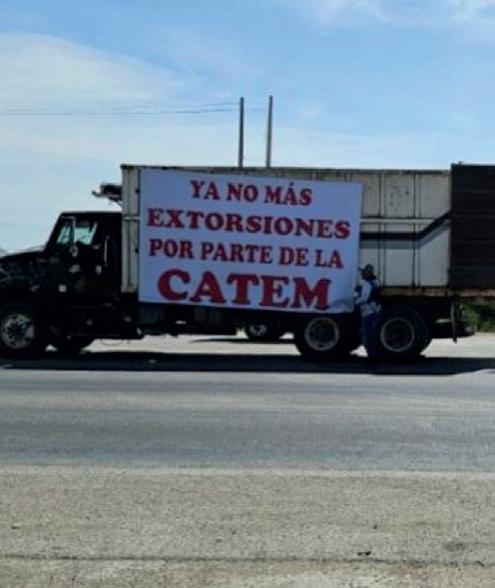 YA NO MÁS
EXTORSIONES
POR PARTE DE LA
CATEM